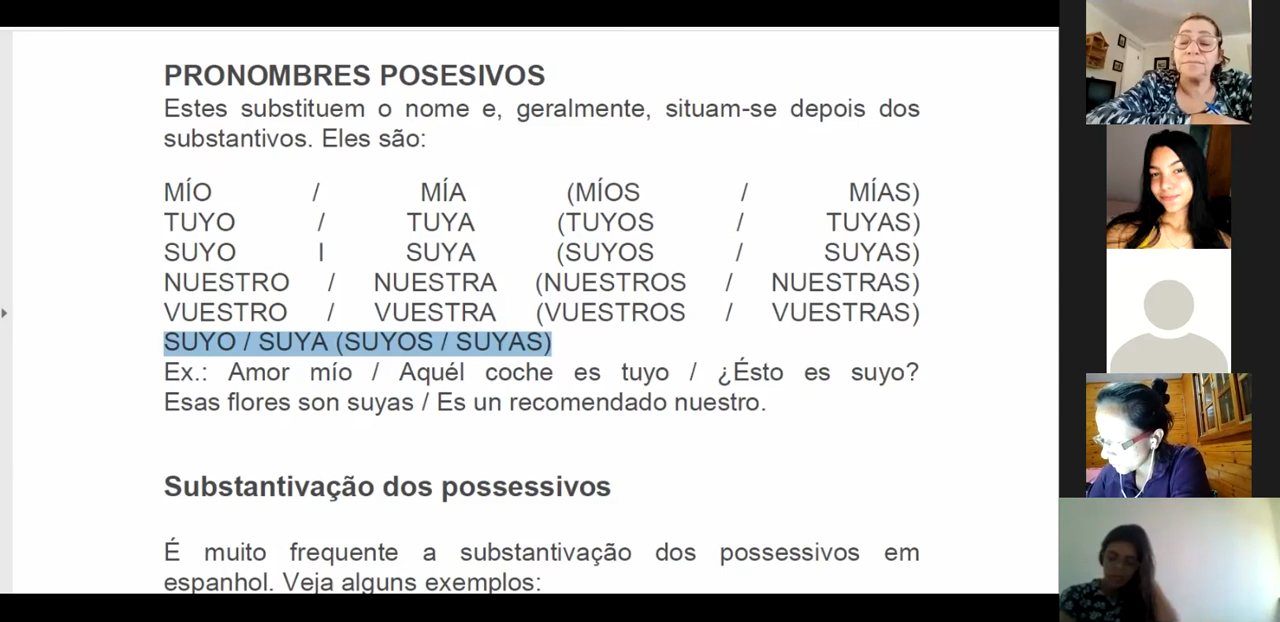 PRONOMBRES POSESIVOS
Estes substituem o nome e, geralmente, situam-se depois dos
substantivos. Eles são:
MÍO / MÍA (MÍOS / MÍAS)
TUYO / TUYA (TUYOS / TUYAS)
SUYO I SUYA (SUYOS / SUYAS)
NUESTRO / NUESTRA (NUESTROS / NUESTRAS)
VUESTRO / VUESTRA (VUESTROS / VUESTRAS)
SUYO / SUYA (SUYOS / SUYAS)
Ex.: Amor mío / Aquél coche es tuyo / ¿Ésto es suyo?
Esas flores son suyas / Es un recomendado nuestro.
Substantivação dos possessivos
É muito frequente a substantivação dos possessivos em
espanhol. Veja alguns exemplos: